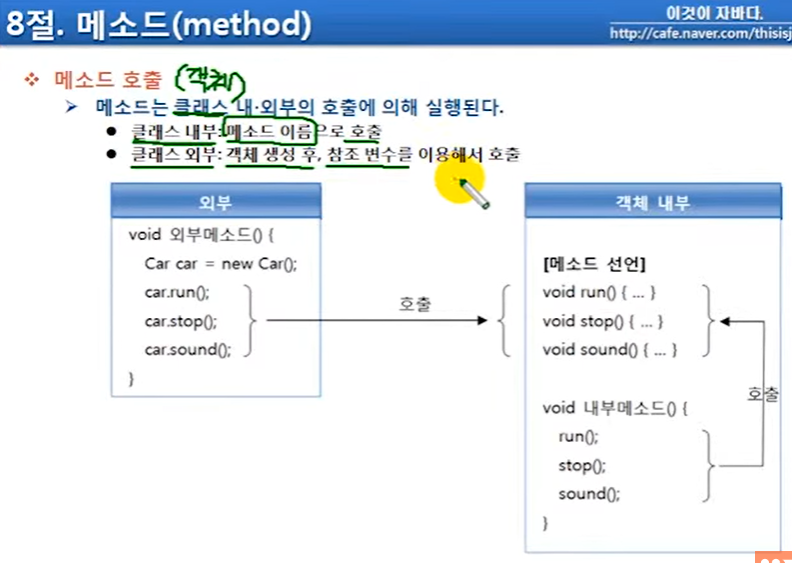 8절. 메소드(method)
이것이 자바다.
http://cafe.naver.com/thisisj
메소드 호출 (객체)
메소드는 클래스 내·외부의 호출에 의해 실행된다.
클래스 내부: 메소드 이름으로 호출
클래스 외부: 객체 생성 후, 참조 변수를 이용해서 호출
외부
void 외부메소드() {
Car car = new Car();
car.run();
car.stop();
car.sound();
}
호출
객체 내부
[메소드 선언]
void run() { ... }
void stop() { ... }
void sound() { ... }
호출
void 내부메소드() {
run();
stop();
sound();
}